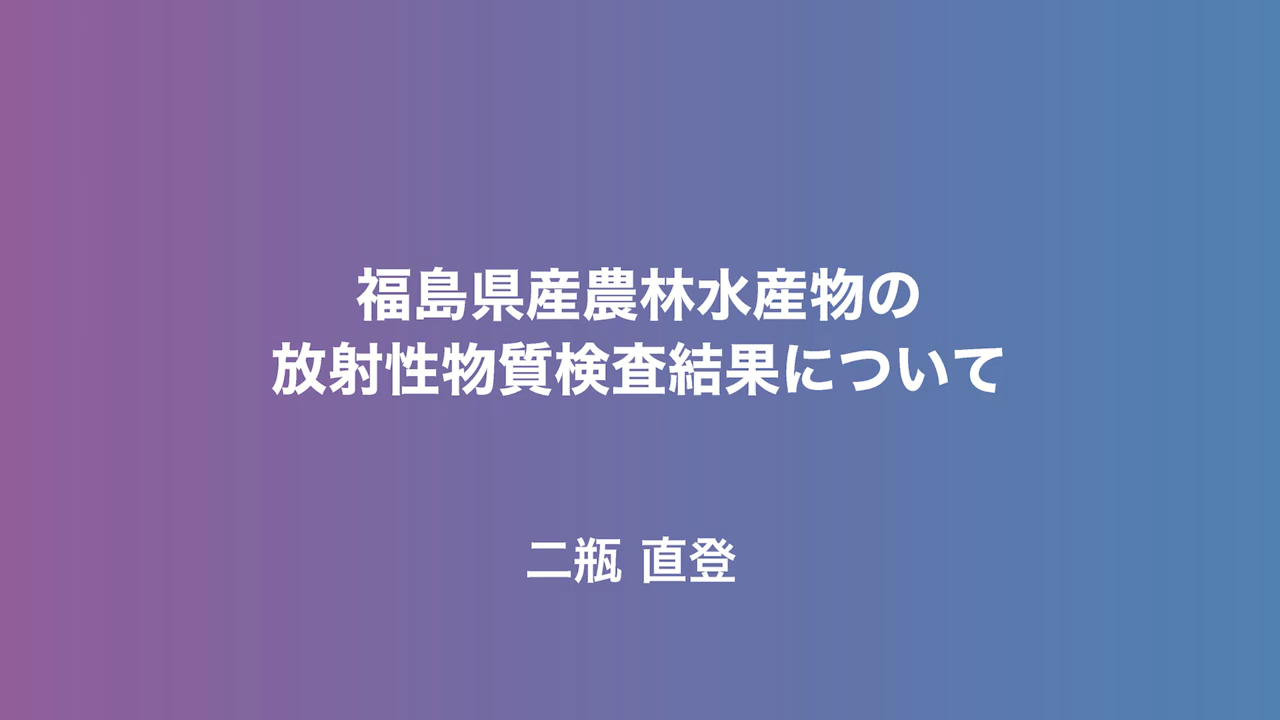 福島県産農林水産物の
放射性物質検査結果について
二瓶 直登